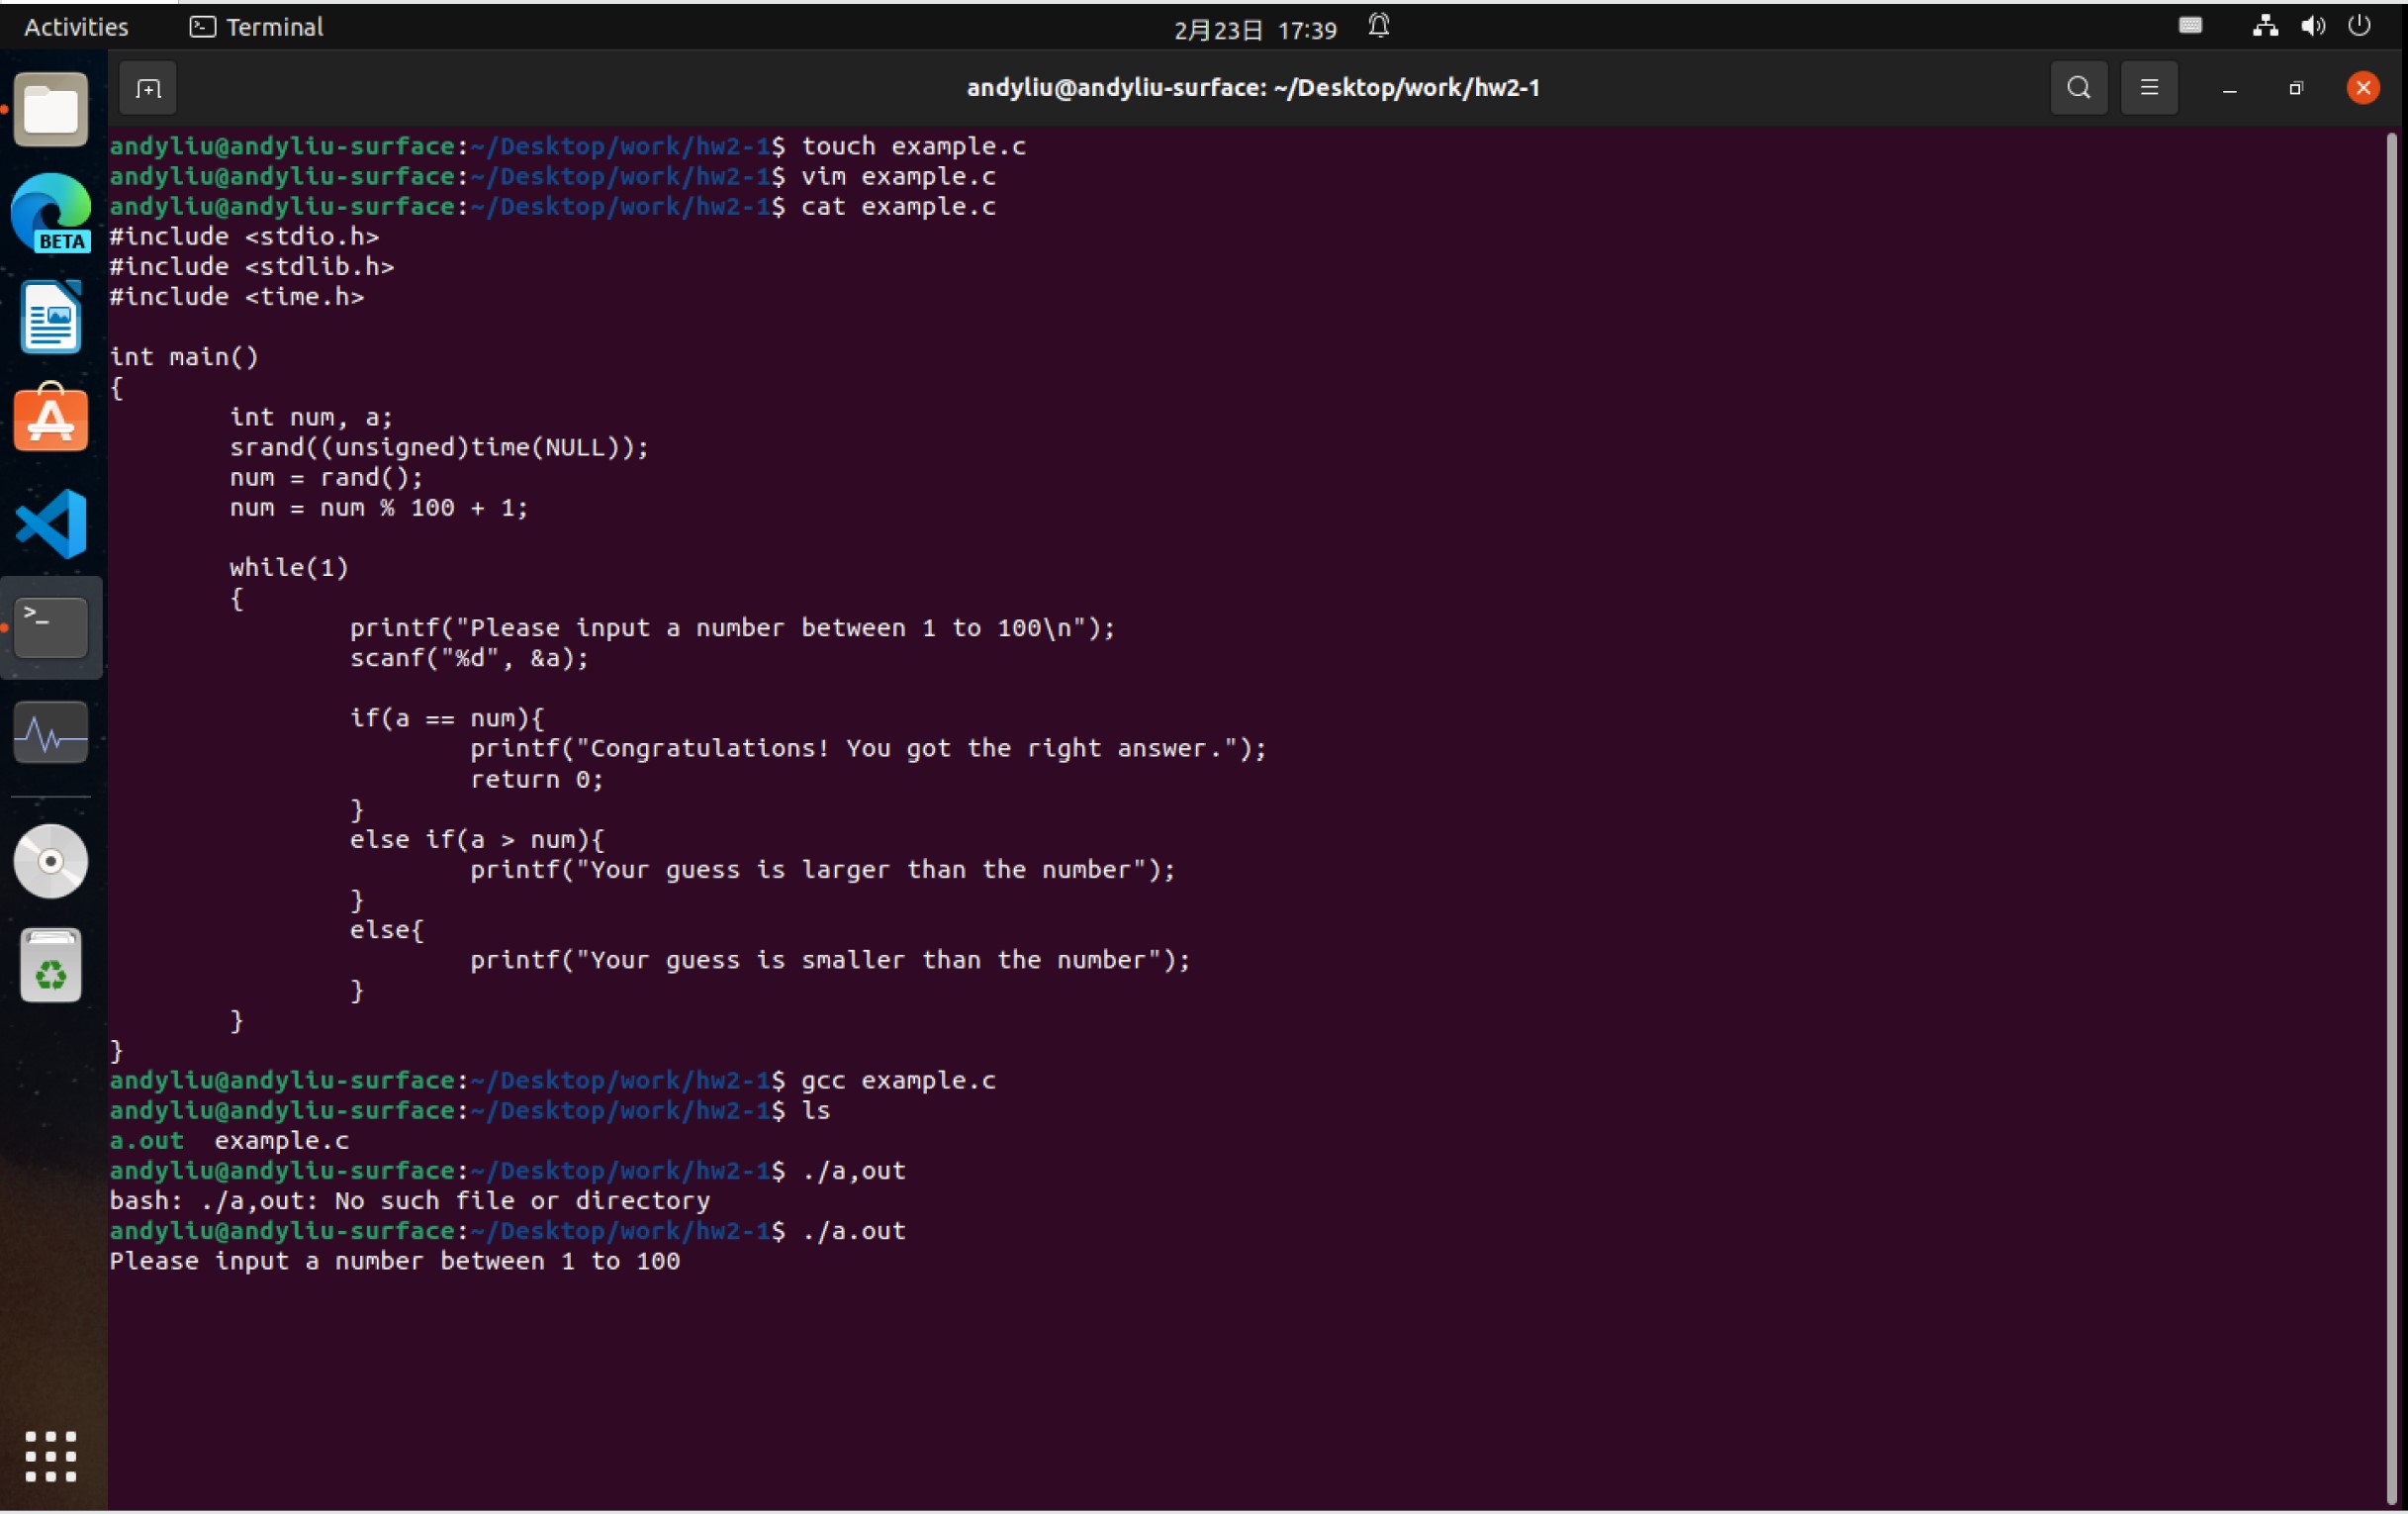 Activities Terminal 2月23日 17:39
andyliu@andyliu-surface: ~/Desktop/work/hw2-1
andyliu@andyliu-surface:~/Desktop/work/hw2-1$ touch example.c
andyliu@andyliu-surface:~/Desktop/work/hw2-1$ vim example.c
andyliu@andyliu-surface:~/Desktop/work/hw2-1$ cat example.c
#include <stdio.h>
#include <stdlib.h>
#include <time.h>
int main()
{
int num, a;
srand((unsigned)time(NULL));
num = rand();
num = num % 100 + 1;
while(1)
{
printf("Please input a number between 1 to 100\n");
scanf("%d", &a);
if(a == num){
printf("Congratulations! You got the right answer.");
return 0;
}
else if(a > num){
printf("Your guess is larger than the number");
}
else{
printf("Your guess is smaller than the number");
}
}
}
andyliu@andyliu-surface:~/Desktop/work/hw2-1$ gcc example.c
andyliu@andyliu-surface:~/Desktop/work/hw2-1$ ls
a.out example.c
andyliu@andyliu-surface:~/Desktop/work/hw2-1$ ./a,out
bash: ./a,out: No such file or directory
andyliu@andyliu-surface:~/Desktop/work/hw2-1$ ./a.out
Please input a number between 1 to 100
BETA